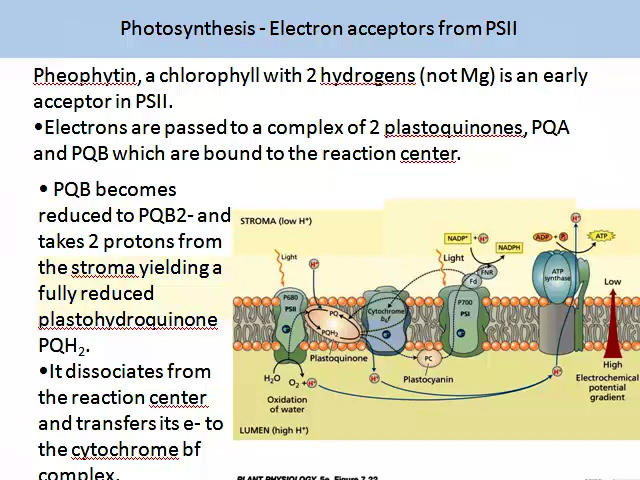 Photosynthesis - Electron acceptors from PSII
Pheophytin, a chlorophyll with 2 hydrogens (not Mg) is an early
acceptor in PSII.
•Electrons are passed to a complex of 2 plastoquinones, PQA
and PQB which are bound to the reaction center.
• PQB becomes
reduced to PQB2- and
takes 2 protons from
the stroma yielding a
fully reduced
plastohydroquinone
PQH2.
•It dissociates from
the reaction center
and transfers its e- to
the cytochrome bf
complex.
STROMA (low H+)
Light
H+
P680
PSII
e-
PQ
PQH2
Plastoquinone
H2O
O2 + H+
Oxidation
of water
LUMEN (high H+)
Cytochrome
b6f
e-
H+
PC
Plastocyanin
Light
P700
PSI
e-
Fd
FNR
NADP+ + H+
NADPH
ADP + Pi
ATP
H+
ATP
synthase
H+
Low
High
Electrochemical
potential
gradient
PLANT PHYSIOLOGY, 5e, Figure 7.22